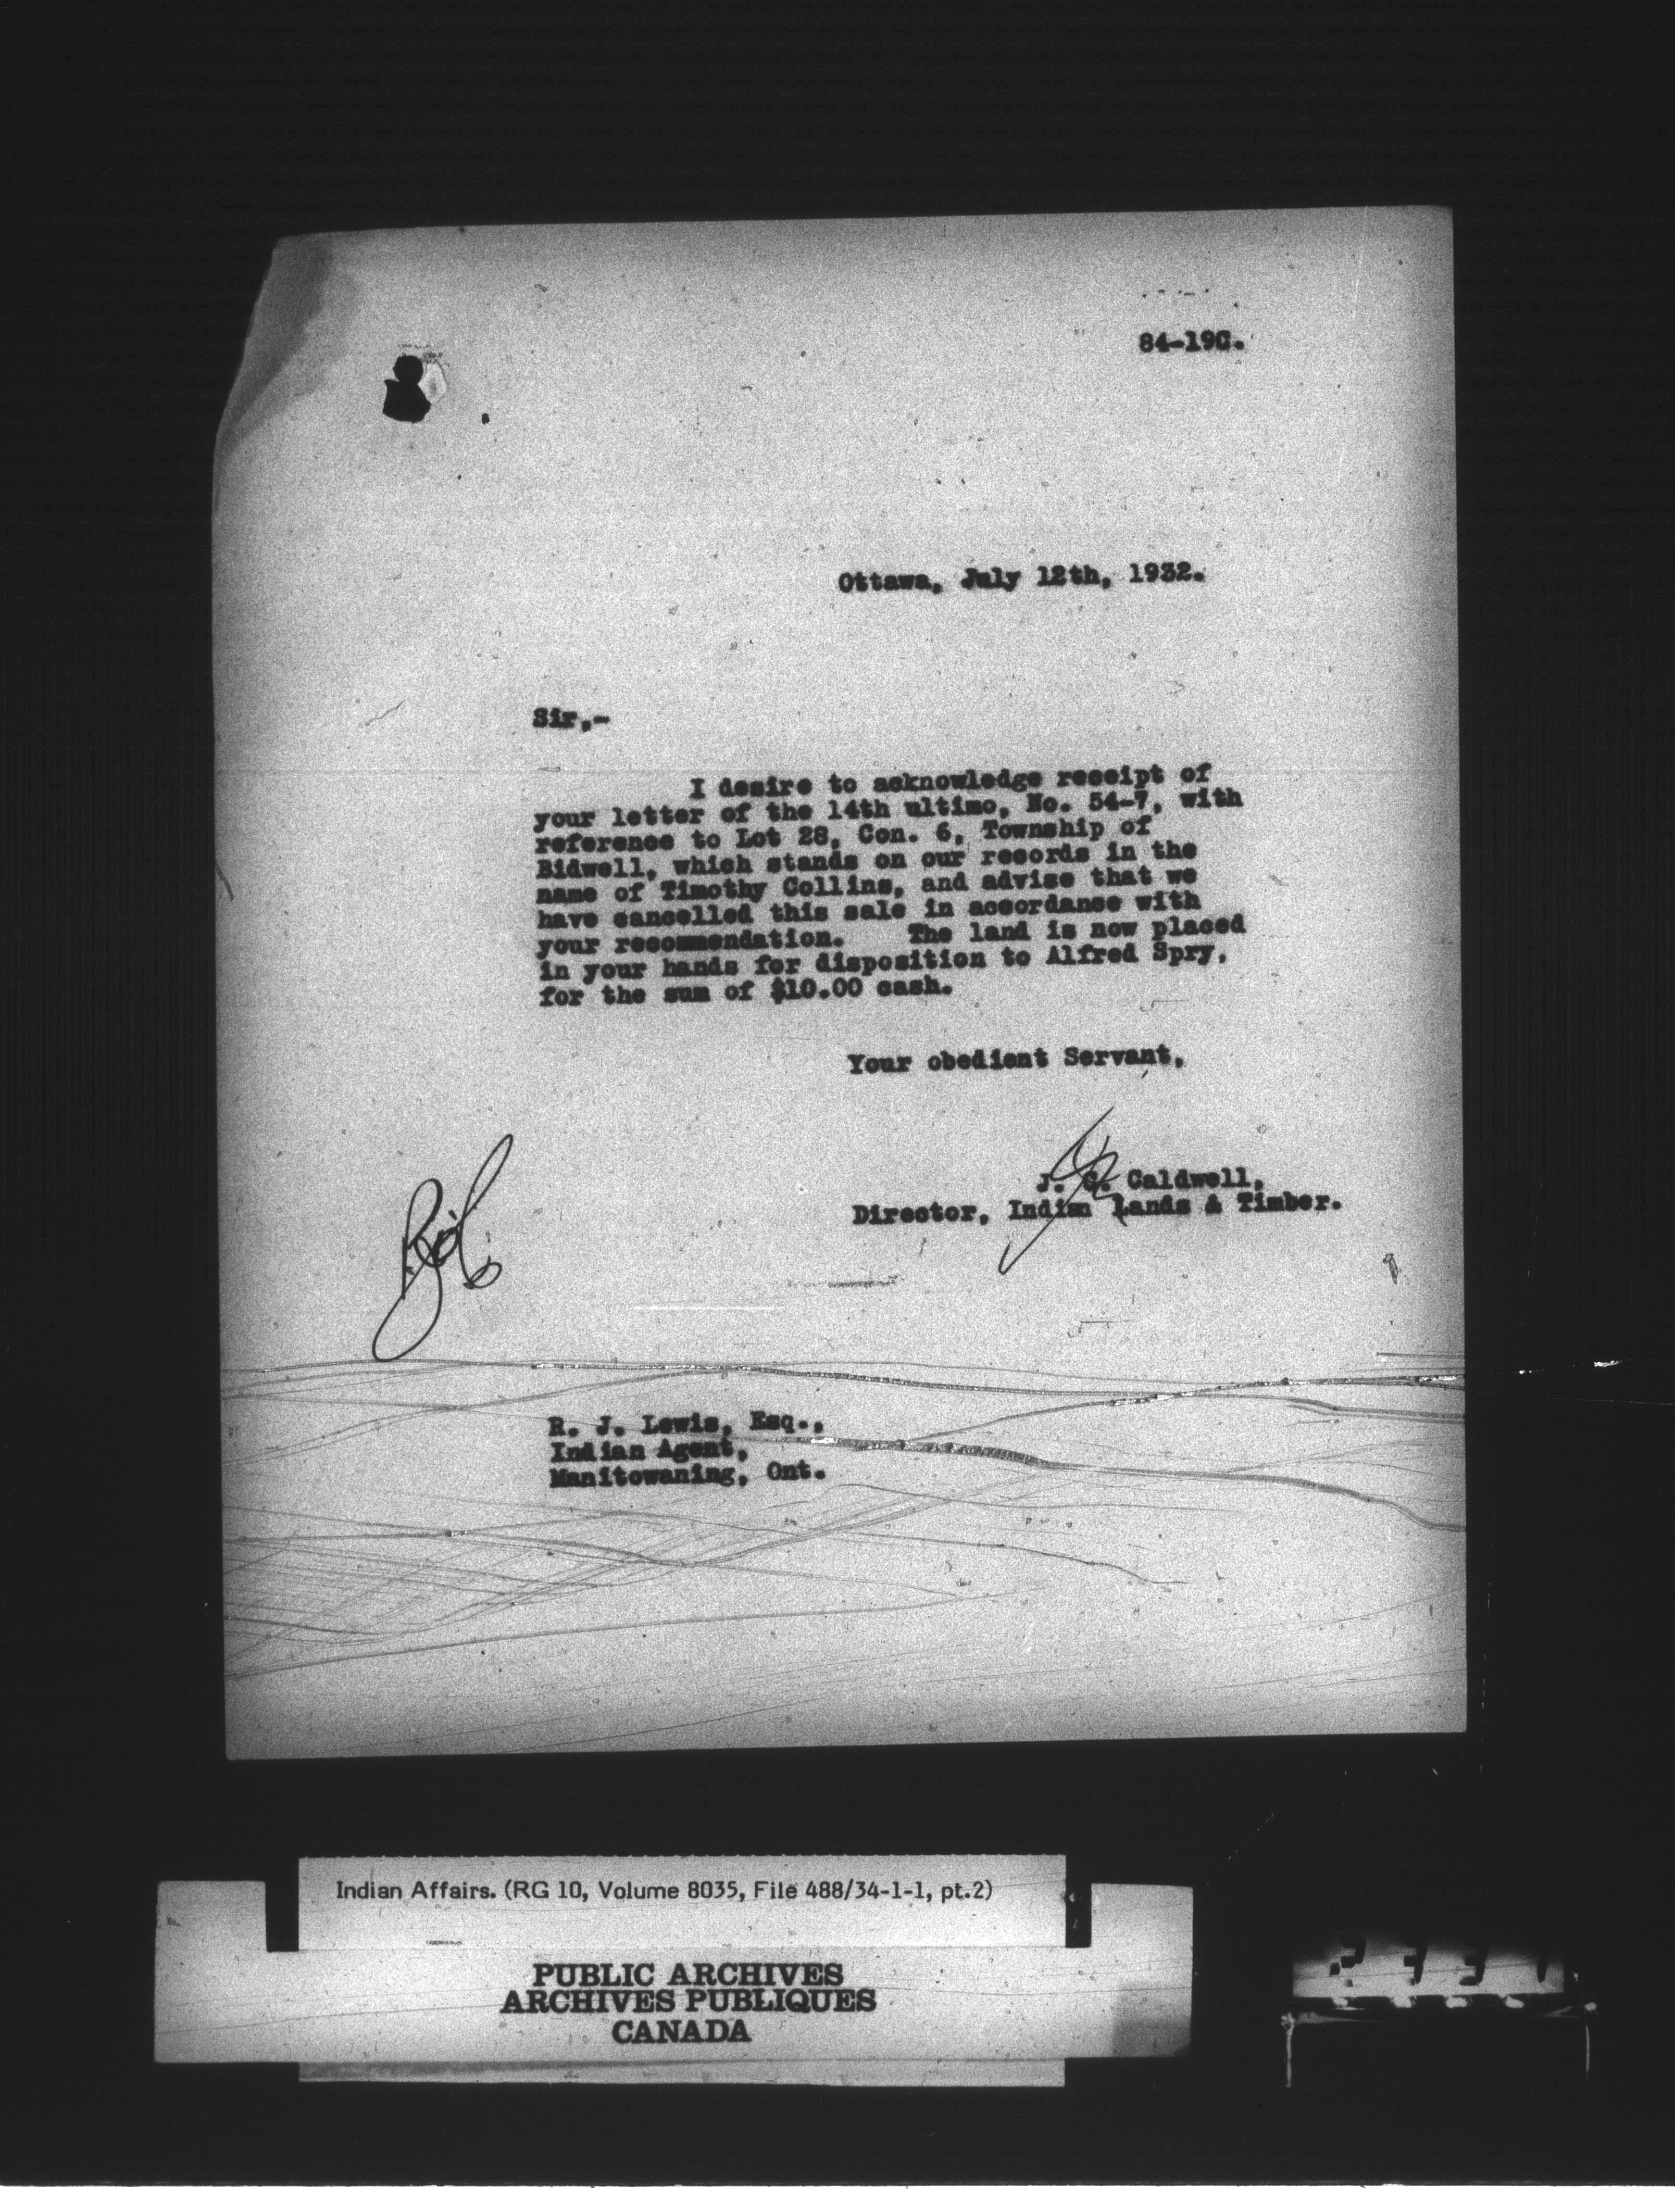 84-19C.
Ottawa, July 12th, 1932.
Sir,-
I desire to acknowledge receipt of
your letter of the 14th ultimo, No. 54-7, with
reference to Lot 28, Con. 6, Township of
Bidwell, which stands on our records in the
name of Timothy Collins, and advise that we
have cancelled this sale in accordance with
your recommendation. The land is now placed
in your hands for disposition to Alfred Spry,
for the sum of $10.00 cash.
Your obedient Servant,
J. C. Caldwell,
Director, Indian Lands & Timber.
R. J. Lewis, Esq.,
Indian Agent,
Manitowaning, Ont.
Indian Affairs. (RG 10, Volume 8035, File 488/34-1-1, pt.2)
PUBLIC ARCHIVES
ARCHIVES PUBLIQUES
CANADA